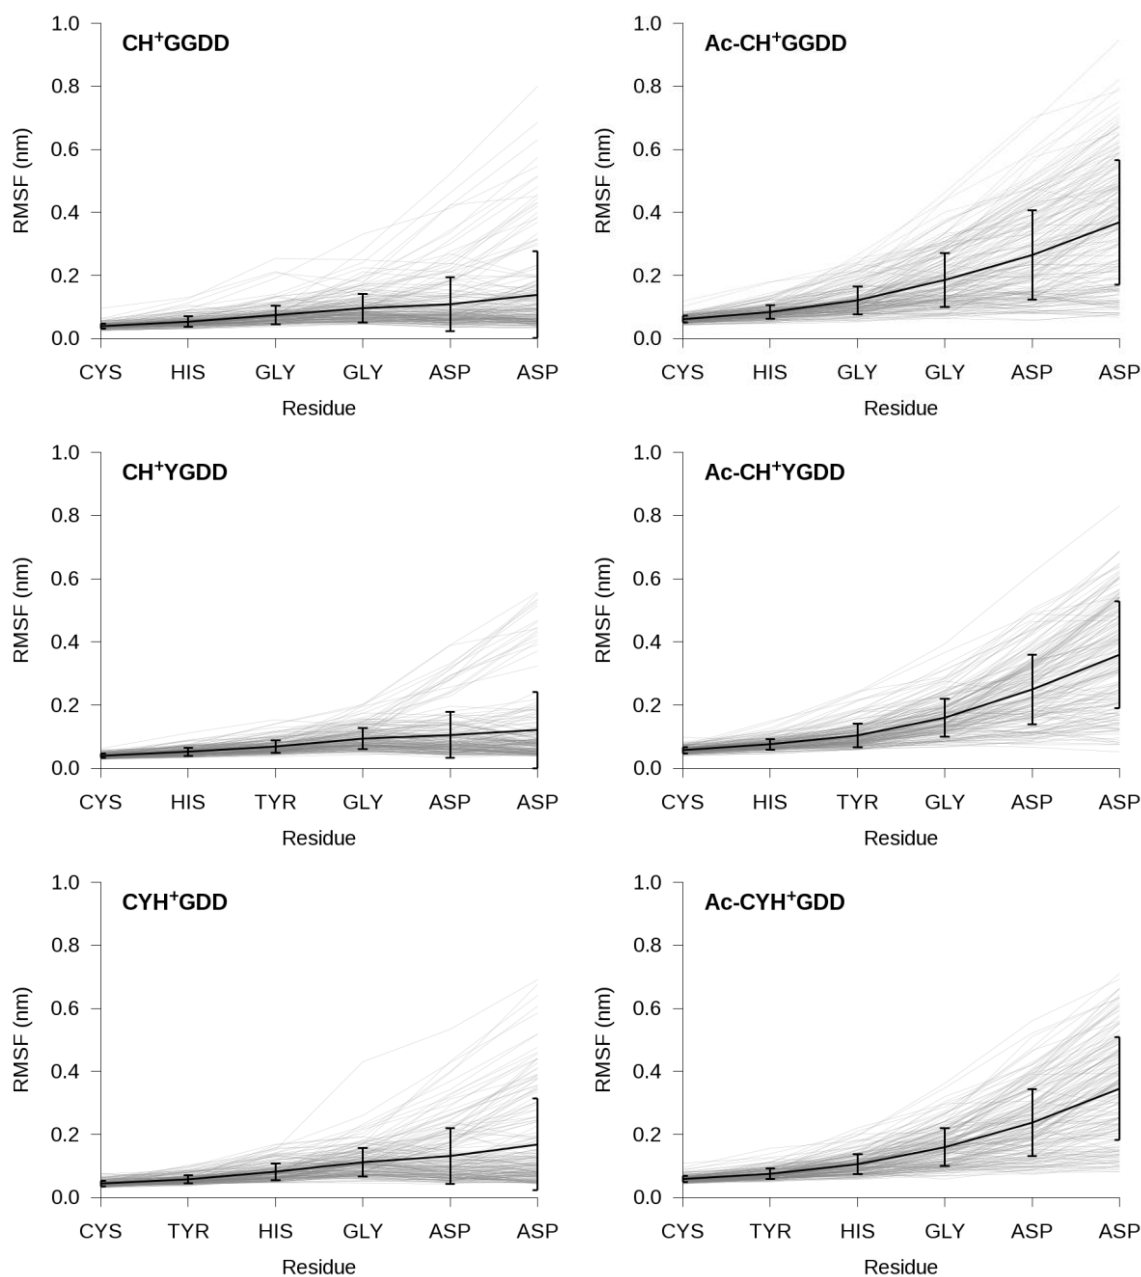 CH⁺GGDD
RMSF (nm)
1.0
0.8
0.6
0.4
0.2
0.0
CYS HIS GLY GLY ASP ASP
Residue
Ac-CH⁺GGDD
RMSF (nm)
1.0
0.8
0.6
0.4
0.2
0.0
CYS HIS GLY GLY ASP ASP
Residue
CH⁺YGDD
RMSF (nm)
1.0
0.8
0.6
0.4
0.2
0.0
CYS HIS TYR GLY ASP ASP
Residue
Ac-CH⁺YGDD
RMSF (nm)
1.0
0.8
0.6
0.4
0.2
0.0
CYS HIS TYR GLY ASP ASP
Residue
CYH⁺GDD
RMSF (nm)
1.0
0.8
0.6
0.4
0.2
0.0
CYS TYR HIS GLY ASP ASP
Residue
Ac-CYH⁺GDD
RMSF (nm)
1.0
0.8
0.6
0.4
0.2
0.0
CYS TYR HIS GLY ASP ASP
Residue